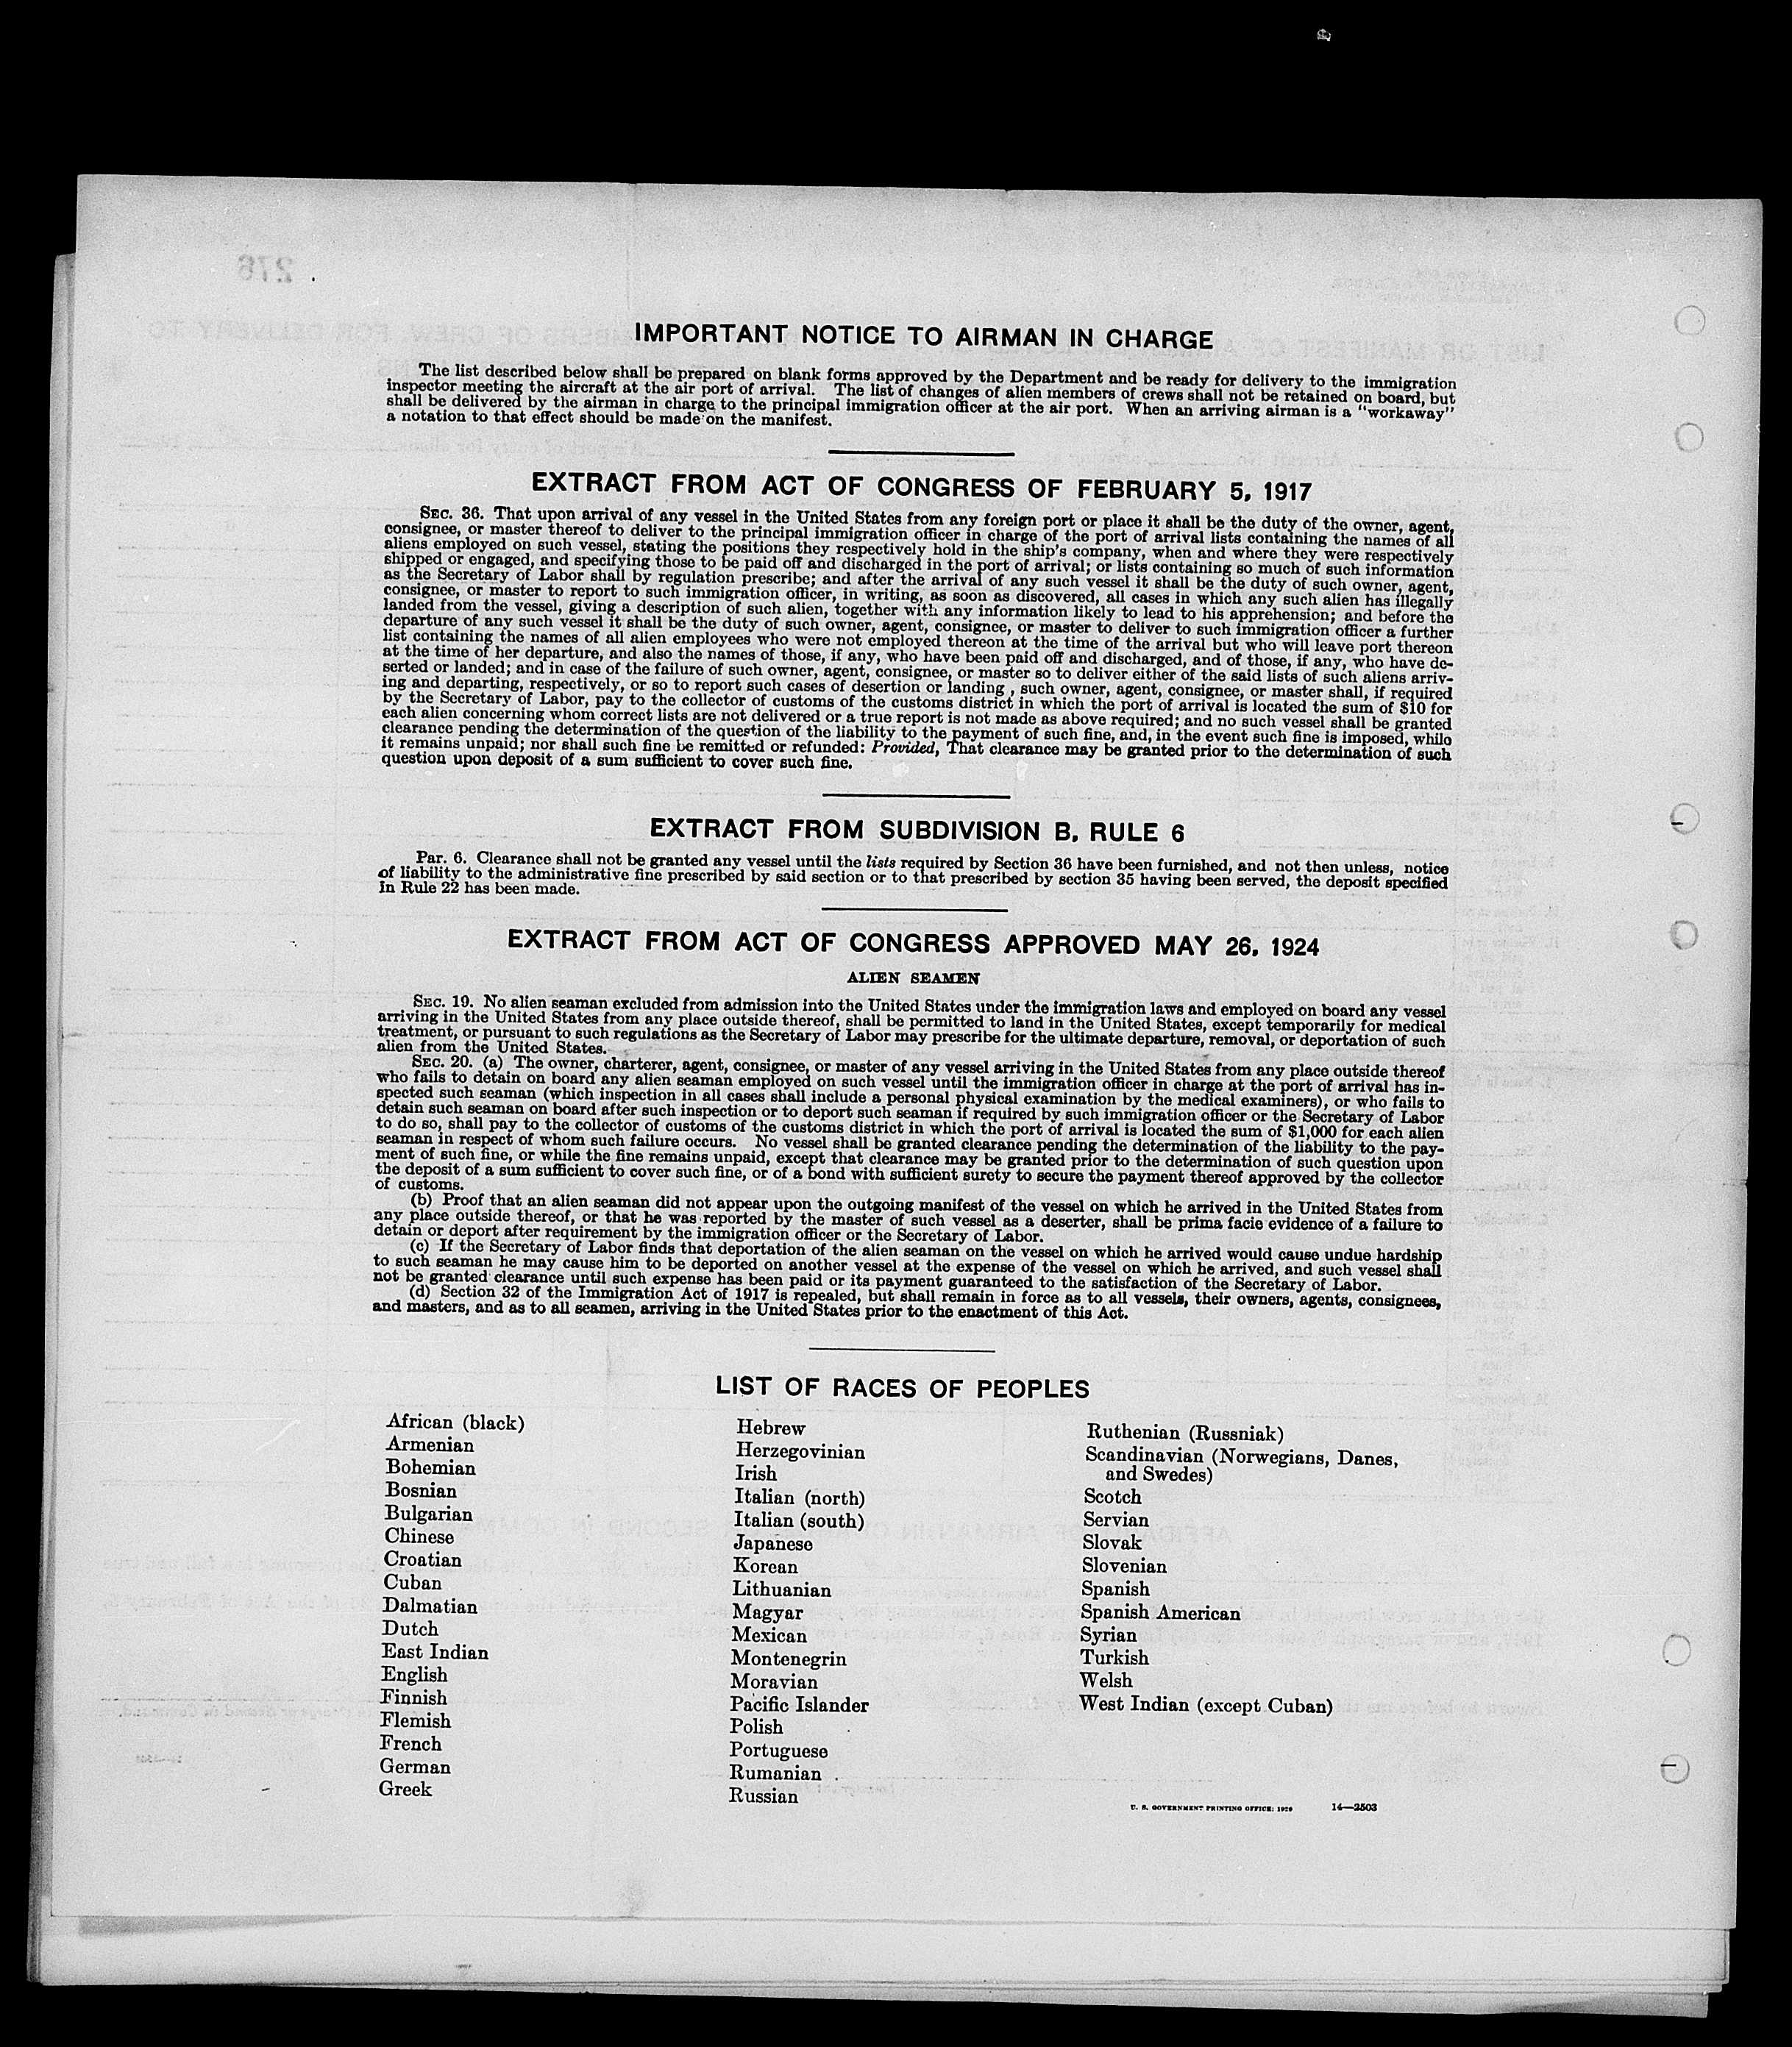 IMPORTANT NOTICE TO AIRMAN IN CHARGE
The list described below shall be prepared on blank forms approved by the Department and be ready for delivery to the immigration
inspector meeting the aircraft at the air port of arrival. The list of changes of alien members of crews shall not be retained on board, but
shall be delivered by the airman in charge to the principal immigration officer at the air port. When an arriving airman is a "workaway"
a notation to that effect should be made on the manifest.
EXTRACT FROM ACT OF CONGRESS OF FEBRUARY 5, 1917
SEC. 36. That upon arrival of any vessel in the United States from any foreign port or place it shall be the duty of the owner, agent,
consignee, or master thereof to deliver to the principal immigration officer in charge of the port of arrival lists containing the names of all
aliens employed on such vessel, stating the positions they respectively hold in the ship's company, when and where they were respectively
shipped or engaged, and specifying those to be paid off and discharged in the port of arrival; or lists containing so much of such information
as the Secretary of Labor shall by regulation prescribe; and after the arrival of any such vessel it shall be the duty of such owner, agent,
consignee, or master to report to such immigration officer, in writing, as soon as discovered, all cases in which any such alien has illegally
landed from the vessel, giving a description of such alien, together with any information likely to lead to his apprehension; and before the
departure of any such vessel it shall be the duty of such owner, agent, consignee, or master to deliver to such immigration officer a further
list containing the names of all alien employees who were not employed thereon at the time of the arrival but who will leave port thereon
at the time of her departure, and also the names of those, if any, who have been paid off and discharged, and of those, if any, who have de-
serted or landed; and in case of the failure of such owner, agent, consignee, or master so to deliver either of the said lists of such aliens arriv-
ing and departing, respectively, or so to report such cases of desertion or landing , such owner, agent, consignee, or master shall, if required
by the Secretary of Labor, pay to the collector of customs of the customs district in which the port of arrival is located the sum of $10 for
each alien concerning whom correct lists are not delivered or a true report is not made as above required; and no such vessel shall be granted
clearance pending the determination of the question of the liability to the payment of such fine, and, in the event such fine is imposed, while
it remains unpaid; nor shall such fine be remitted or refunded: Provided, That clearance may be granted prior to the determination of such
question upon deposit of a sum sufficient to cover such fine.
EXTRACT FROM SUBDIVISION B, RULE 6
Par. 6. Clearance shall not be granted any vessel until the lists required by Section 36 have been furnished, and not then unless, notice
of liability to the administrative fine prescribed by said section or to that prescribed by section 35 having been served, the deposit specified
in Rule 22 has been made.
EXTRACT FROM ACT OF CONGRESS APPROVED MAY 26, 1924
ALIEN SEAMEN
SEC. 19. No alien seaman excluded from admission into the United States under the immigration laws and employed on board any vessel
arriving in the United States from any place outside thereof, shall be permitted to land in the United States, except temporarily for medical
treatment, or pursuant to such regulations as the Secretary of Labor may prescribe for the ultimate departure, removal, or deportation of such
alien from the United States.
SEC. 20. (a) The owner, charterer, agent, consignee, or master of any vessel arriving in the United States from any place outside thereof
who fails to detain on board any alien seaman employed on such vessel until the immigration officer in charge at the port of arrival has in-
spected such seaman (which inspection in all cases shall include a personal physical examination by the medical examiners), or who fails to
detain such seaman on board after such inspection or to deport such seaman if required by such immigration officer or the Secretary of Labor
to do so, shall pay to the collector of customs of the customs district in which the port of arrival is located the sum of $1,000 for each alien
seaman in respect of whom such failure occurs. No vessel shall be granted clearance pending the determination of the liability to the pay-
ment of such fine, or while the fine remains unpaid, except that clearance may be granted prior to the determination of such question upon
the deposit of a sum sufficient to cover such fine, or of a bond with sufficient surety to secure the payment thereof approved by the collector
of customs.
(b) Proof that an alien seaman did not appear upon the outgoing manifest of the vessel on which he arrived in the United States from
any place outside thereof, or that he was reported by the master of such vessel as a deserter, shall be prima facie evidence of a failure to
detain or deport after requirement by the immigration officer or the Secretary of Labor.
(c) If the Secretary of Labor finds that deportation of the alien seaman on the vessel on which he arrived would cause undue hardship
to such seaman he may cause him to be deported on another vessel at the expense of the vessel on which he arrived, and such vessel shall
not be granted clearance until such expense has been paid or its payment guaranteed to the satisfaction of the Secretary of Labor.
(d) Section 32 of the Immigration Act of 1917 is repealed, but shall remain in force as to all vessels, their owners, agents, consignees,
and masters, and as to all seamen, arriving in the United States prior to the enactment of this Act.
LIST OF RACES OF PEOPLES
African (black)
Armenian
Bohemian
Bosnian
Bulgarian
Chinese
Croatian
Cuban
Dalmatian
Dutch
East Indian
English
Finnish
Flemish
French
German
Greek
Hebrew
Herzegovinian
Irish
Italian (north)
Italian (south)
Japanese
Korean
Lithuanian
Magyar
Mexican
Montenegrin
Moravian
Pacific Islander
Polish
Portuguese
Rumanian
Russian
Ruthenian (Russniak)
Scandinavian (Norwegians, Danes,
and Swedes)
Scotch
Servian
Slovak
Slovenian
Spanish
Spanish American
Syrian
Turkish
Welsh
West Indian (except Cuban)
U. S. GOVERNMENT PRINTING OFFICE: 1929 14—2503